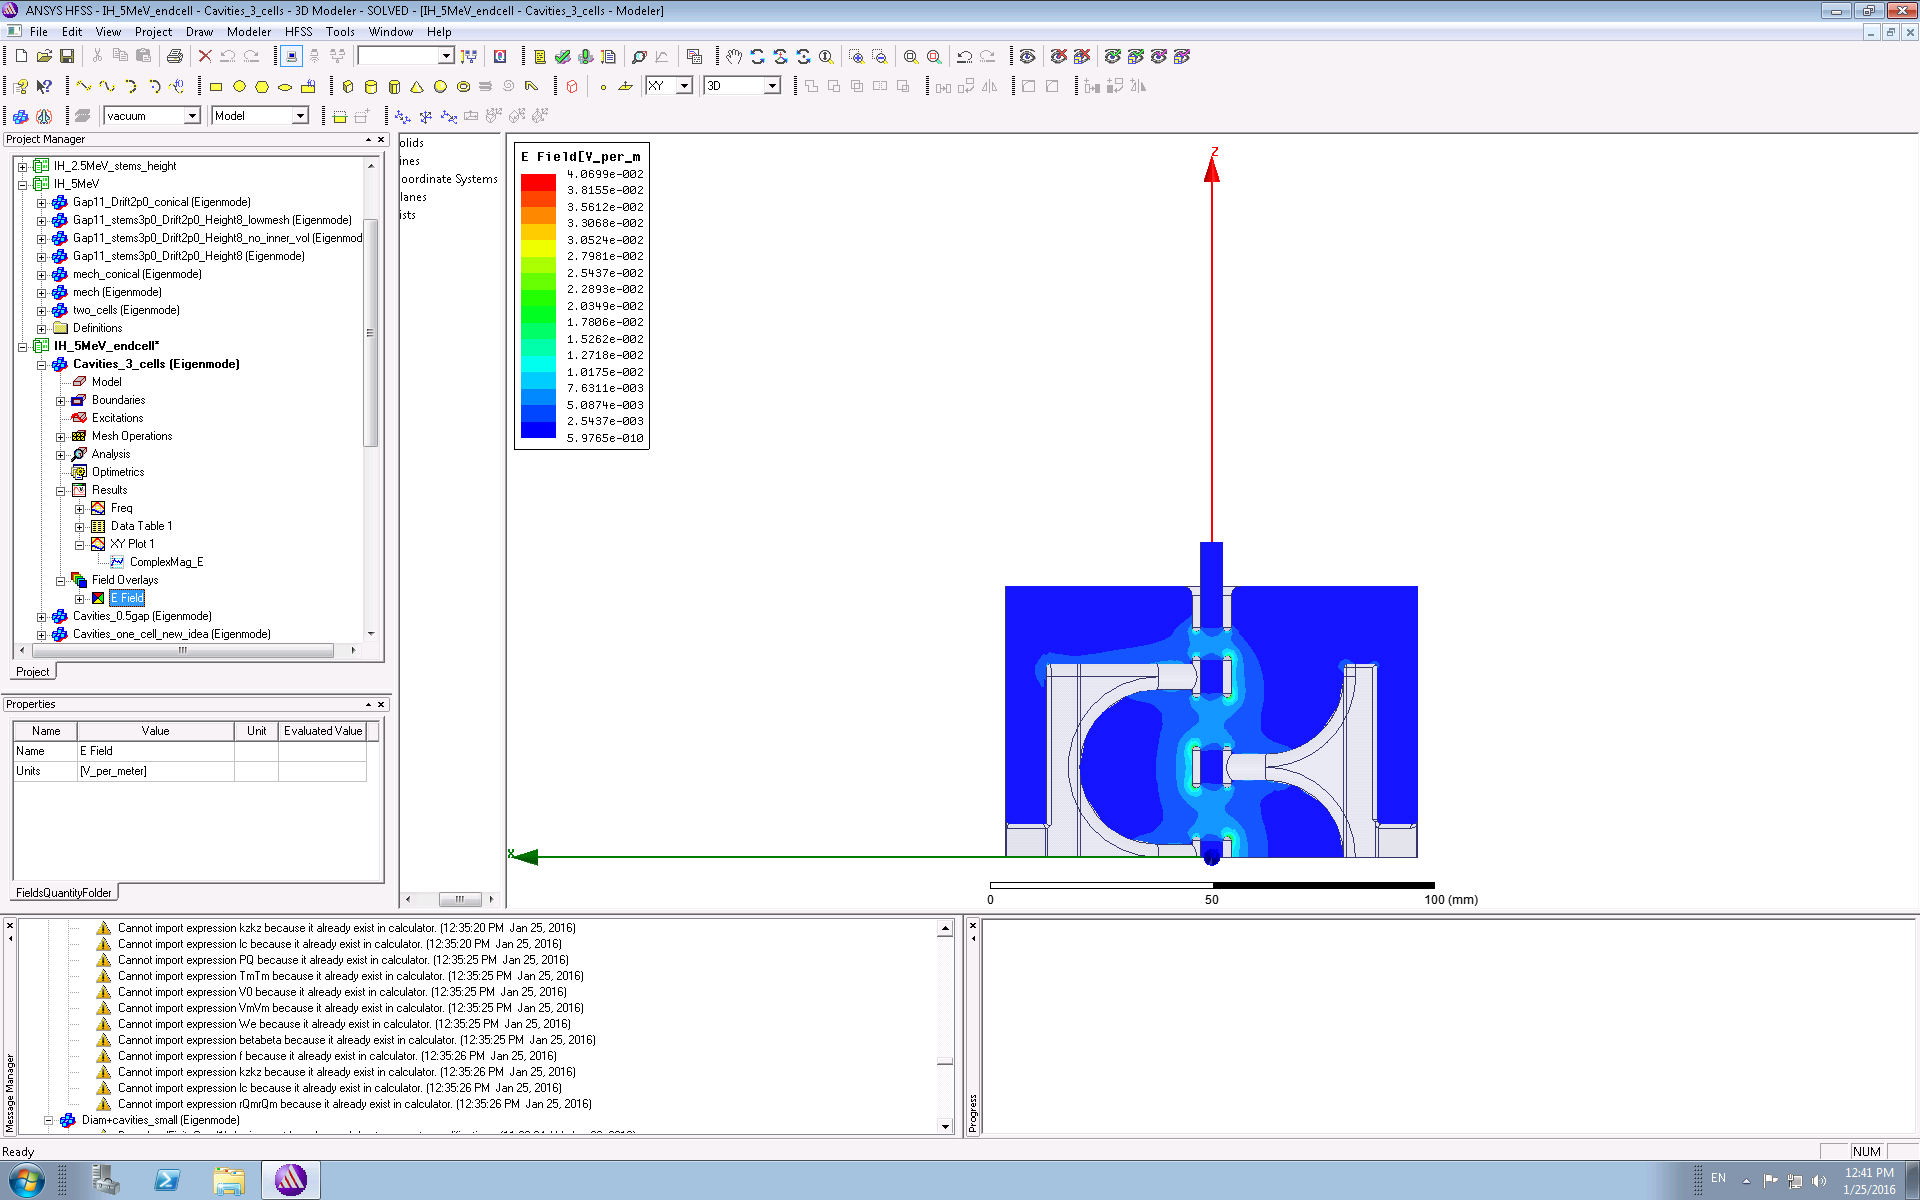 ANSYS HFSS - IH_5MeV_endcell - Cavities_3_cells - 3D Modeler - SOLVED - [IH_5MeV_endcell - Cavities_3_cells - Modeler]
File Edit View Project Draw Modeler HFSS Tools Window Help
XY 3D
vacuum Model
Project Manager
IH_2.5MeV_stems_height
IH_5MeV
Gap11_Drift2p0_conical (Eigenmode)
Gap11_stems3p0_Drift2p0_Height8_lowmesh (Eigenmode)
Gap11_stems3p0_Drift2p0_Height8_no_inner_vol (Eigenmod
Gap11_stems3p0_Drift2p0_Height8 (Eigenmode)
mech_conical (Eigenmode)
mech (Eigenmode)
two_cells (Eigenmode)
Definitions
IH_5MeV_endcell*
Cavities_3_cells (Eigenmode)
Model
Boundaries
Excitations
Mesh Operations
Analysis
Optimetrics
Results
Freq
Data Table 1
XY Plot 1
ComplexMag_E
Field Overlays
E Field
Cavities_0.5gap (Eigenmode)
Cavities_one_cell_new_idea (Eigenmode)
Project
Properties
Name Value Unit Evaluated Value
Name E Field
Units [V_per_meter]
FieldsQuantityFolder
olids
ines
oordinate Systems
lanes
ists
E Field[V_per_m
4.0699e-002
3.8155e-002
3.5612e-002
3.3068e-002
3.0524e-002
2.7981e-002
2.5437e-002
2.2893e-002
2.0349e-002
1.7806e-002
1.5262e-002
1.2718e-002
1.0175e-002
7.6311e-003
5.0874e-003
2.5437e-003
5.9765e-010
Z
X
0 50 100 (mm)
Message Manager
Cannot import expression kzkz because it already exist in calculator. (12:35:20 PM Jan 25, 2016)
Cannot import expression lc because it already exist in calculator. (12:35:20 PM Jan 25, 2016)
Cannot import expression PQ because it already exist in calculator. (12:35:25 PM Jan 25, 2016)
Cannot import expression TmTm because it already exist in calculator. (12:35:25 PM Jan 25, 2016)
Cannot import expression V0 because it already exist in calculator. (12:35:25 PM Jan 25, 2016)
Cannot import expression VmVm because it already exist in calculator. (12:35:25 PM Jan 25, 2016)
Cannot import expression We because it already exist in calculator. (12:35:25 PM Jan 25, 2016)
Cannot import expression betabeta because it already exist in calculator. (12:35:25 PM Jan 25, 2016)
Cannot import expression f because it already exist in calculator. (12:35:26 PM Jan 25, 2016)
Cannot import expression kzkz because it already exist in calculator. (12:35:26 PM Jan 25, 2016)
Cannot import expression lc because it already exist in calculator. (12:35:26 PM Jan 25, 2016)
Cannot import expression rQmrQm because it already exist in calculator. (12:35:26 PM Jan 25, 2016)
Diam+cavities_small (Eigenmode)
Progress
Ready
NUM
EN
12:41 PM
1/25/2016